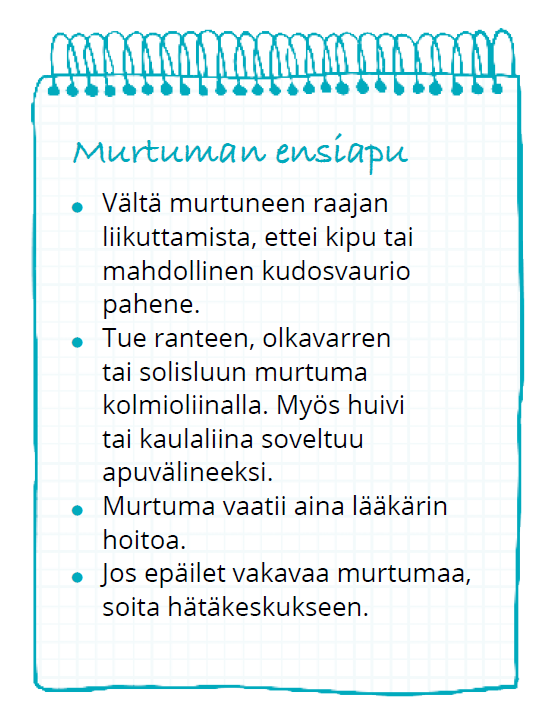 Murtuman ensiapu
• Vältä murtuneen raajan
liikuttamista, ettei kipu tai
mahdollinen kudosvaurio
pahene.
• Tue ranteen, olkavarren
tai solisluun murtuma
kolmioliinalla. Myös huivi
tai kaulaliina soveltuu
apuvälineeksi.
• Murtuma vaatii aina lääkärin
hoitoa.
• Jos epäilet vakavaa murtumaa,
soita hätäkeskukseen.